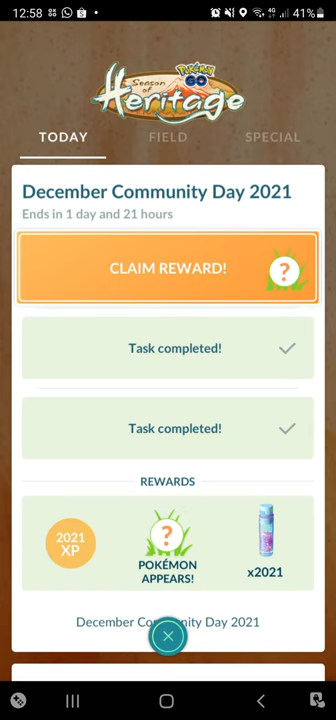 12:58
4G
41%
Pokémon
GO
Season
of
Heritage
TODAY
FIELD
SPECIAL
December Community Day 2021
Ends in 1 day and 21 hours
CLAIM REWARD!
?
Task completed!
Task completed!
REWARDS
2021
XP
?
POKÉMON
APPEARS!
x2021
December Community Day 2021